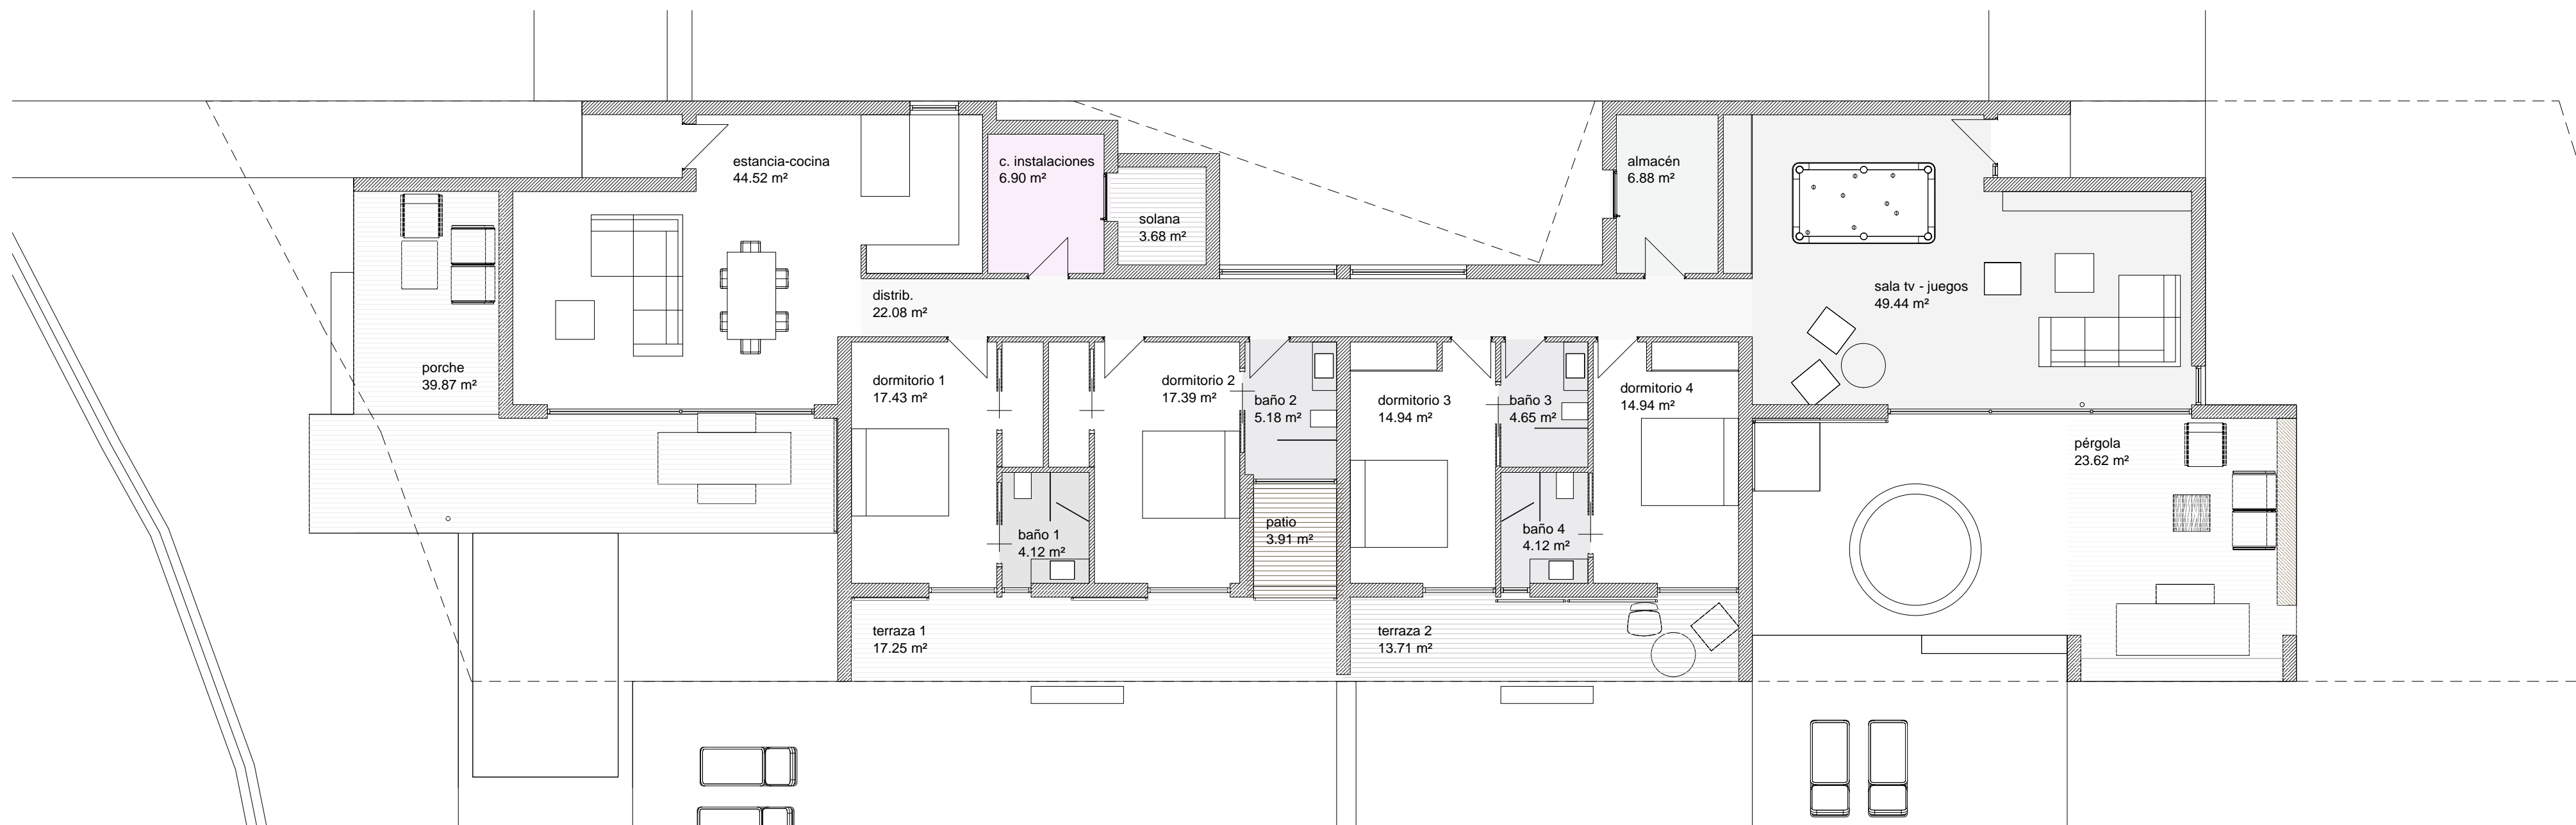 estancia-cocina
44.52 m²
c. instalaciones
6.90 m²
solana
3.68 m²
almacén
6.88 m²
sala tv - juegos
49.44 m²
distrib.
22.08 m²
porche
39.87 m²
dormitorio 1
17.43 m²
dormitorio 2
17.39 m²
baño 2
5.18 m²
dormitorio 3
14.94 m²
baño 3
4.65 m²
dormitorio 4
14.94 m²
pérgola
23.62 m²
baño 1
4.12 m²
patio
3.91 m²
baño 4
4.12 m²
terraza 1
17.25 m²
terraza 2
13.71 m²